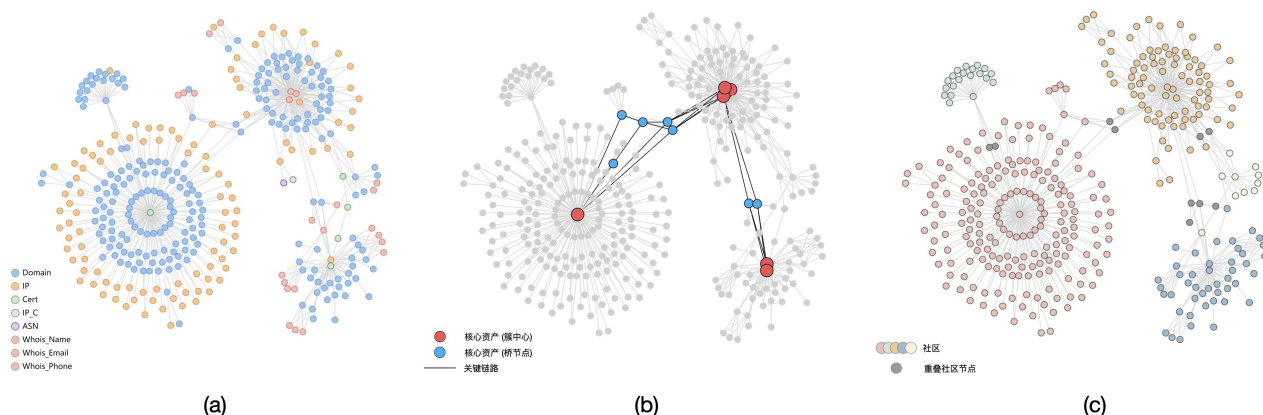 Domain
IP
Cert
IP_C
ASN
Whois_Name
Whois_Email
Whois_Phone
(a)
核心资产 (簇中心)
核心资产 (桥节点)
关键链路
(b)
社区
重叠社区节点
(c)